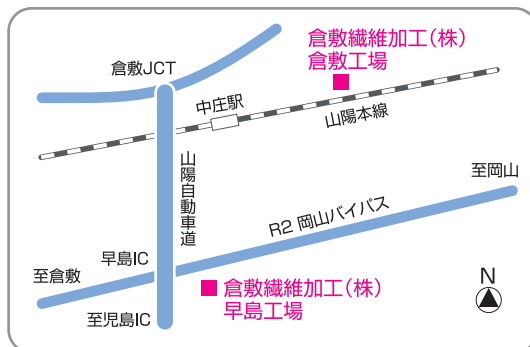 倉敷繊維加工(株)
倉敷工場
倉敷JCT
中庄駅
山陽本線
山陽自動車道
至岡山
R2 岡山バイパス
早島IC
至倉敷
倉敷繊維加工(株)
早島工場
至児島IC
N